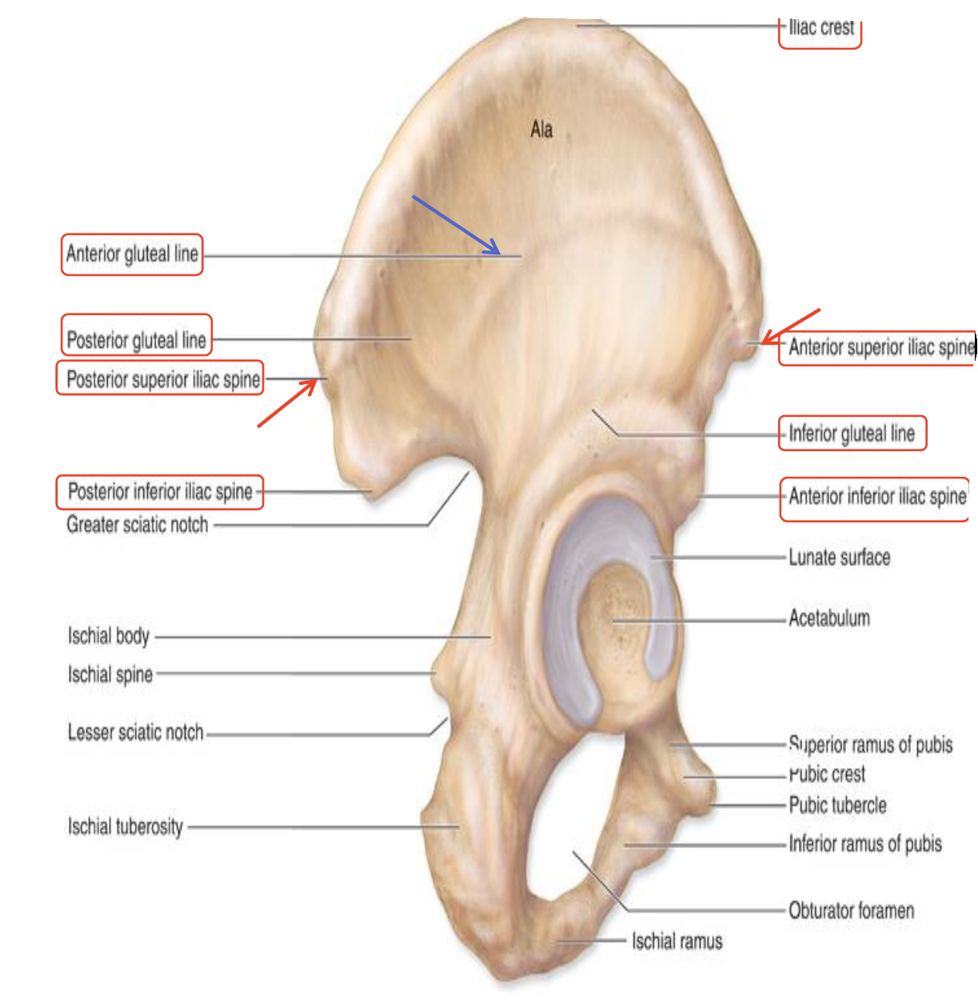 Iliac crest
Ala
Anterior gluteal line
Posterior gluteal line
Posterior superior iliac spine
Posterior inferior iliac spine
Greater sciatic notch
Ischial body
Ischial spine
Lesser sciatic notch
Ischial tuberosity
Anterior superior iliac spine
Inferior gluteal line
Anterior inferior iliac spine
Lunate surface
Acetabulum
Superior ramus of pubis
Pubic crest
Pubic tubercle
Inferior ramus of pubis
Obturator foramen
Ischial ramus